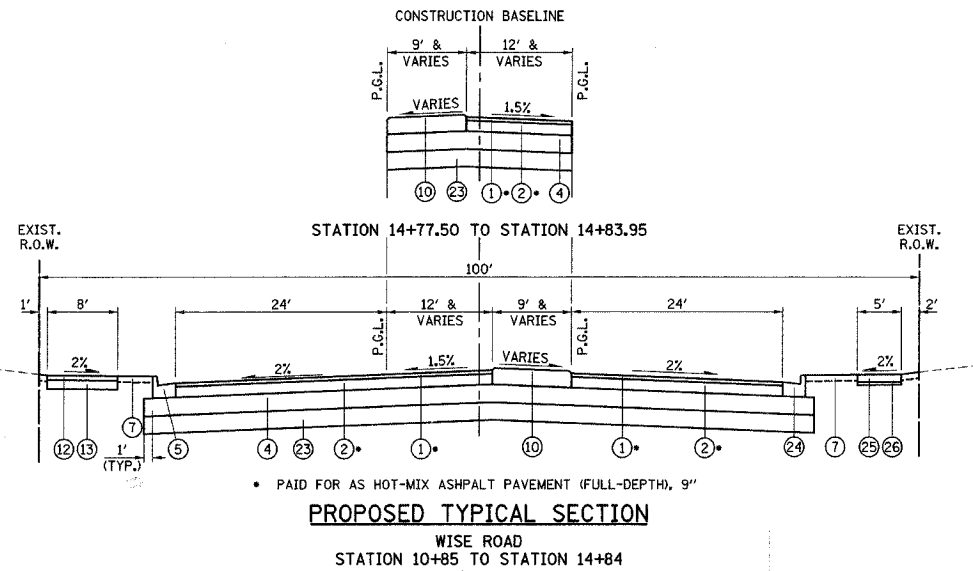 CONSTRUCTION BASELINE
9' & VARIES
12' & VARIES
P.G.L.
P.G.L.
VARIES
1.5%
10 23 1• 2• 4
STATION 14+77.50 TO STATION 14+83.95
EXIST. R.O.W.
EXIST. R.O.W.
100'
1' 8' 24' 12' & VARIES 9' & VARIES 24' 5' 2'
P.G.L.
P.G.L.
2% 2% 1.5% VARIES 2% 2%
12 13 7 5 4 23 2• 1• 10 1• 2• 24 7 25 26
1'
(TYP.)
• PAID FOR AS HOT-MIX ASHPALT PAVEMENT (FULL-DEPTH), 9"
PROPOSED TYPICAL SECTION
WISE ROAD
STATION 10+85 TO STATION 14+84